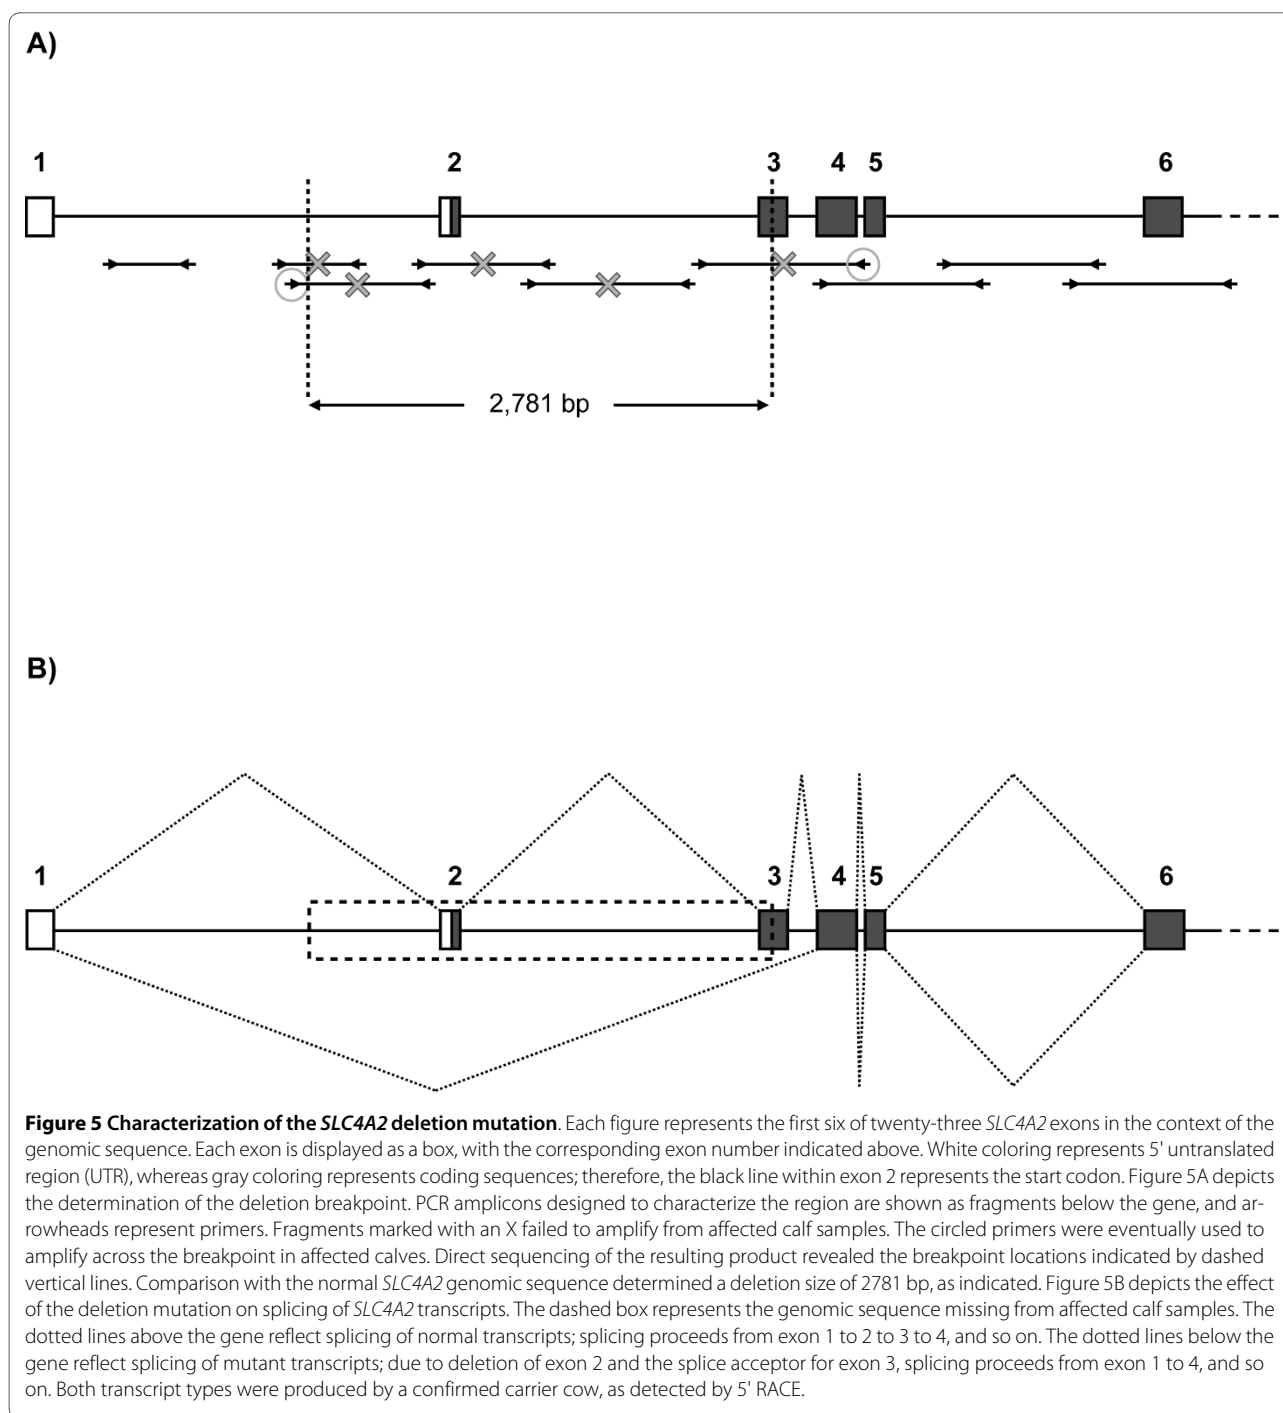 A)
1 2 3 4 5 6
2,781 bp
B)
1 2 3 4 5 6
Figure 5 Characterization of the SLC4A2 deletion mutation. Each figure represents the first six of twenty-three SLC4A2 exons in the context of the
genomic sequence. Each exon is displayed as a box, with the corresponding exon number indicated above. White coloring represents 5' untranslated
region (UTR), whereas gray coloring represents coding sequences; therefore, the black line within exon 2 represents the start codon. Figure 5A depicts
the determination of the deletion breakpoint. PCR amplicons designed to characterize the region are shown as fragments below the gene, and ar-
rowheads represent primers. Fragments marked with an X failed to amplify from affected calf samples. The circled primers were eventually used to
amplify across the breakpoint in affected calves. Direct sequencing of the resulting product revealed the breakpoint locations indicated by dashed
vertical lines. Comparison with the normal SLC4A2 genomic sequence determined a deletion size of 2781 bp, as indicated. Figure 5B depicts the effect
of the deletion mutation on splicing of SLC4A2 transcripts. The dashed box represents the genomic sequence missing from affected calf samples. The
dotted lines above the gene reflect splicing of normal transcripts; splicing proceeds from exon 1 to 2 to 3 to 4, and so on. The dotted lines below the
gene reflect splicing of mutant transcripts; due to deletion of exon 2 and the splice acceptor for exon 3, splicing proceeds from exon 1 to 4, and so
on. Both transcript types were produced by a confirmed carrier cow, as detected by 5' RACE.